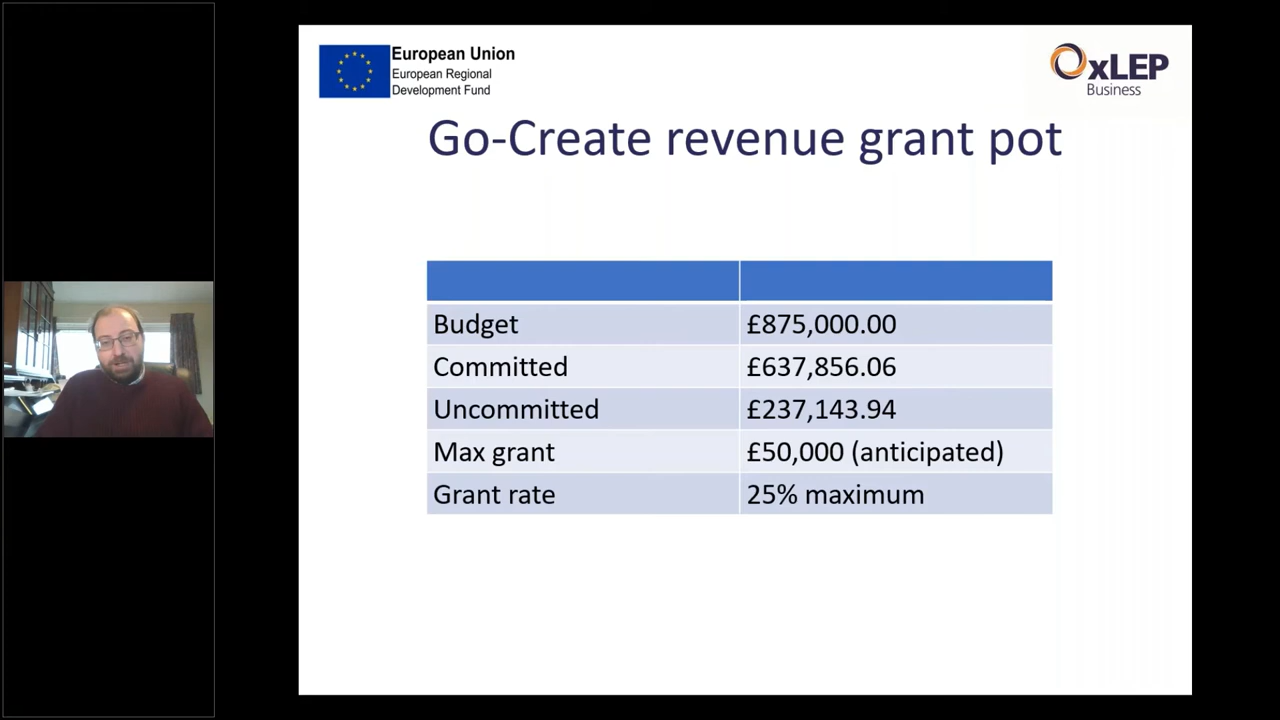 European Union
European Regional
Development Fund
OxLEP
Business
Go-Create revenue grant pot
Budget £875,000.00
Committed £637,856.06
Uncommitted £237,143.94
Max grant £50,000 (anticipated)
Grant rate 25% maximum